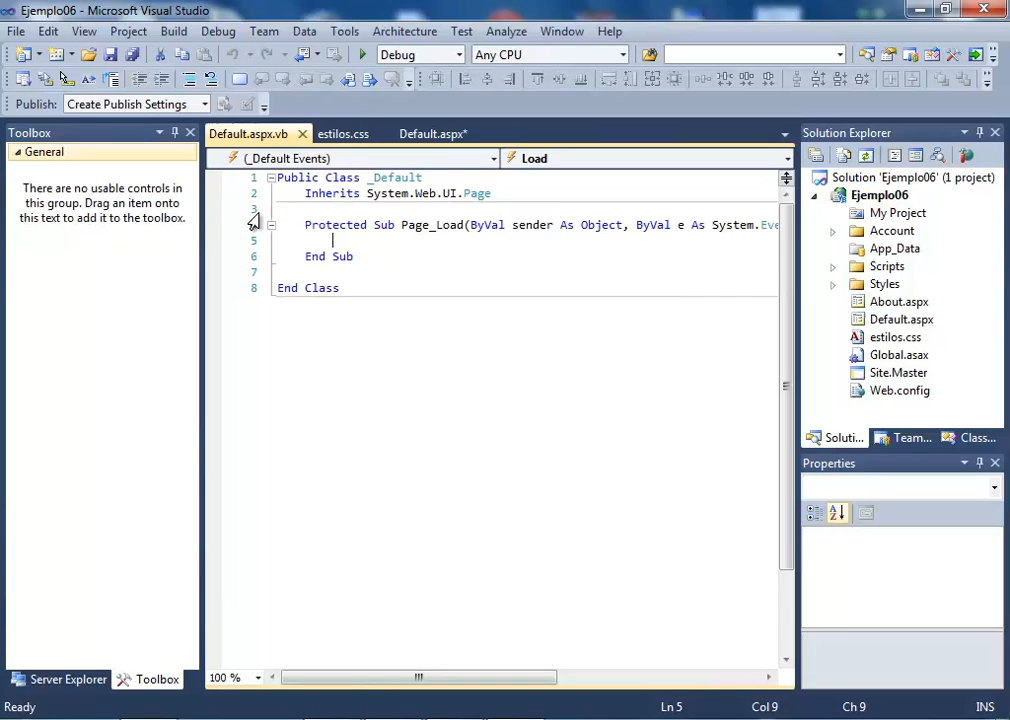 Ejemplo06 - Microsoft Visual Studio
File Edit View Project Build Debug Team Data Tools Architecture Test Analyze Window Help
Debug Any CPU
Publish: Create Publish Settings
Toolbox
General
There are no usable controls in
this group. Drag an item onto
this text to add it to the toolbox.
Server Explorer Toolbox
Default.aspx.vb estilos.css Default.aspx*
(_Default Events) Load
1 Public Class _Default
2 Inherits System.Web.UI.Page
3
Protected Sub Page_Load(ByVal sender As Object, ByVal e As System.Eve
5
6 End Sub
7
8 End Class
100 %
Solution Explorer
Solution 'Ejemplo06' (1 project)
Ejemplo06
My Project
Account
App_Data
Scripts
Styles
About.aspx
Default.aspx
estilos.css
Global.asax
Site.Master
Web.config
Soluti... Team... Class...
Properties
Ready Ln 5 Col 9 Ch 9 INS